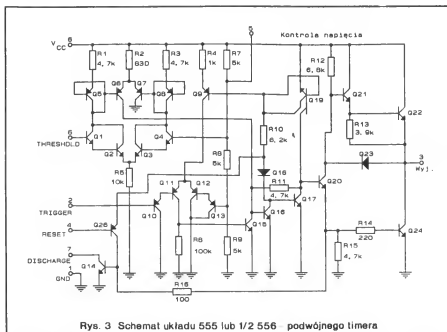 8
V CC
R1
4,7k
R2
830
R3
4,7k
R4
1k
R7
5k
5
Kontrola napięcia
R12
6,8k
Q5
Q6
Q7
Q8
Q9
Q19
Q21
Q22
R10
6,2k
R13
3,9k
6
THRESHOLD
Q1
Q2
Q3
Q4
R8
5k
Q18
Q23
3
Wyj.
R5
10k
R11
4,7k
Q20
2
TRIGGER
Q10
Q11
Q12
Q13
Q15
Q16
Q17
4
RESET
Q25
R6
100k
R9
5k
R14
220
Q24
R15
4,7k
7
DISCHARGE
Q14
1
GND
R16
100
Rys. 3 Schemat układu 555 lub 1/2 556 - podwójnego timera